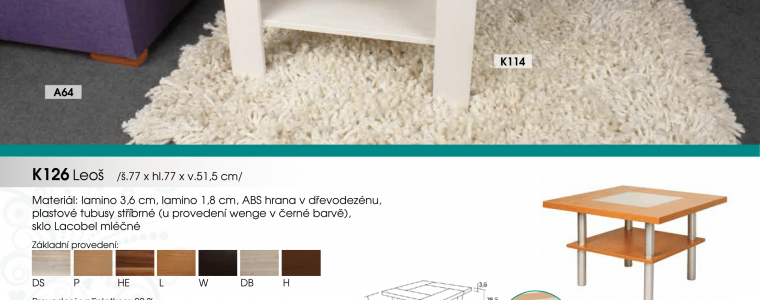 K114
A64
K126 Leoš /š.77 x hl.77 x v.51,5 cm/
Materiál: lamino 3,6 cm, lamino 1,8 cm, ABS hrana v dřevodezénu,
plastové tubusy stříbrné (u provedení wenge v černé barvě),
sklo Lacobel mléčné
Základní provedení:
DS P HE L W DB H
3,6